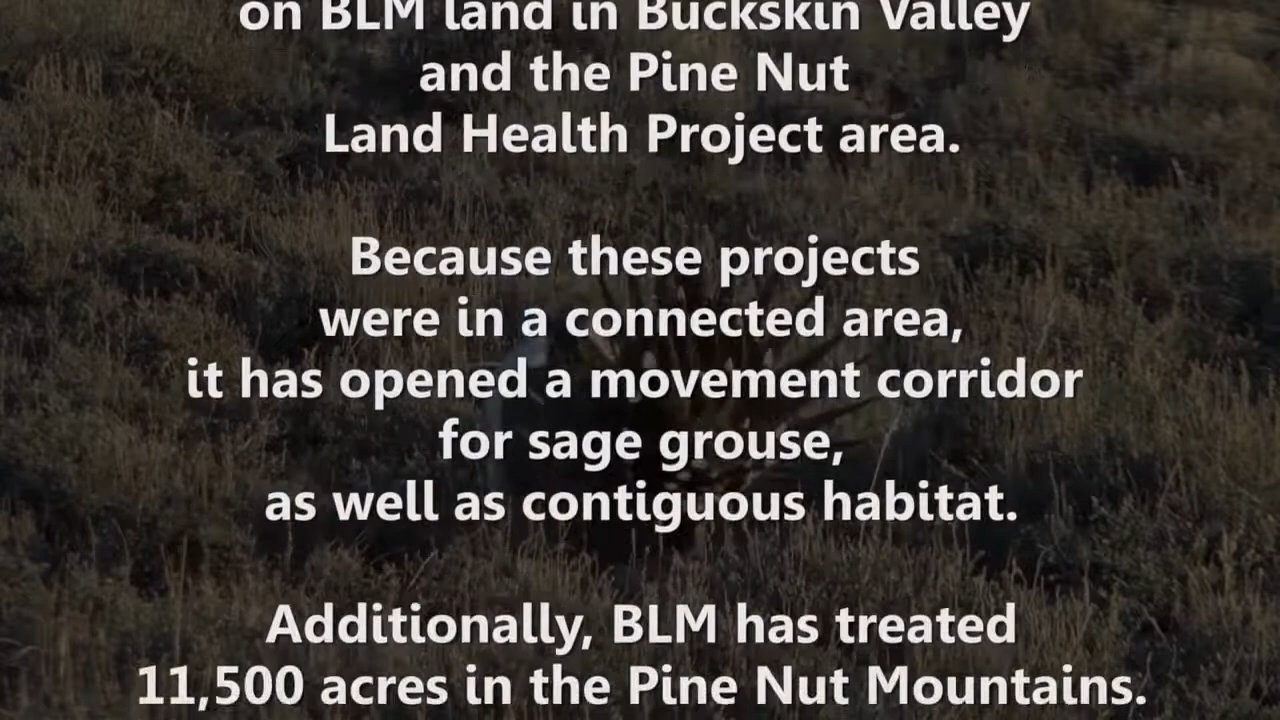 on BLM land in Buckskin Valley
and the Pine Nut
Land Health Project area.
Because these projects
were in a connected area,
it has opened a movement corridor
for sage grouse,
as well as contiguous habitat.
Additionally, BLM has treated
11,500 acres in the Pine Nut Mountains.